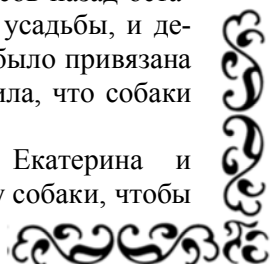 усадьбы, и де-
было привязана
ила, что собаки
Екатерина и
у собаки, чтобы